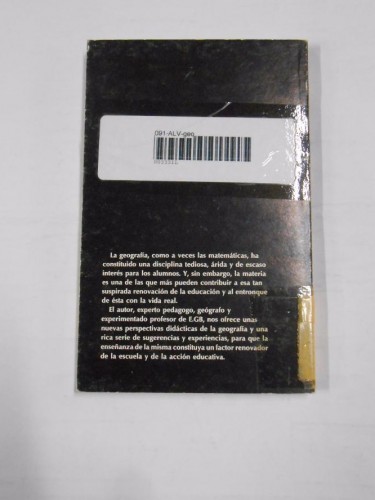 091-ALV-geo
La geografía, como a veces las matemáticas, ha
constituido una disciplina tediosa, árida y de escaso
interés para los alumnos. Y, sin embargo, la materia
es una de las que más pueden contribuir a esa tan
suspirada renovación de la educación y al entronque
de ésta con la vida real.
El autor, experto pedagogo, geógrafo y
experimentado profesor de E.GB, nos ofrece unas
nuevas perspectivas didácticas de la geografía y una
rica serie de sugerencias y experiencias, para que la
enseñanza de la misma constituya un factor renovador
de la escuela y de la acción educativa.